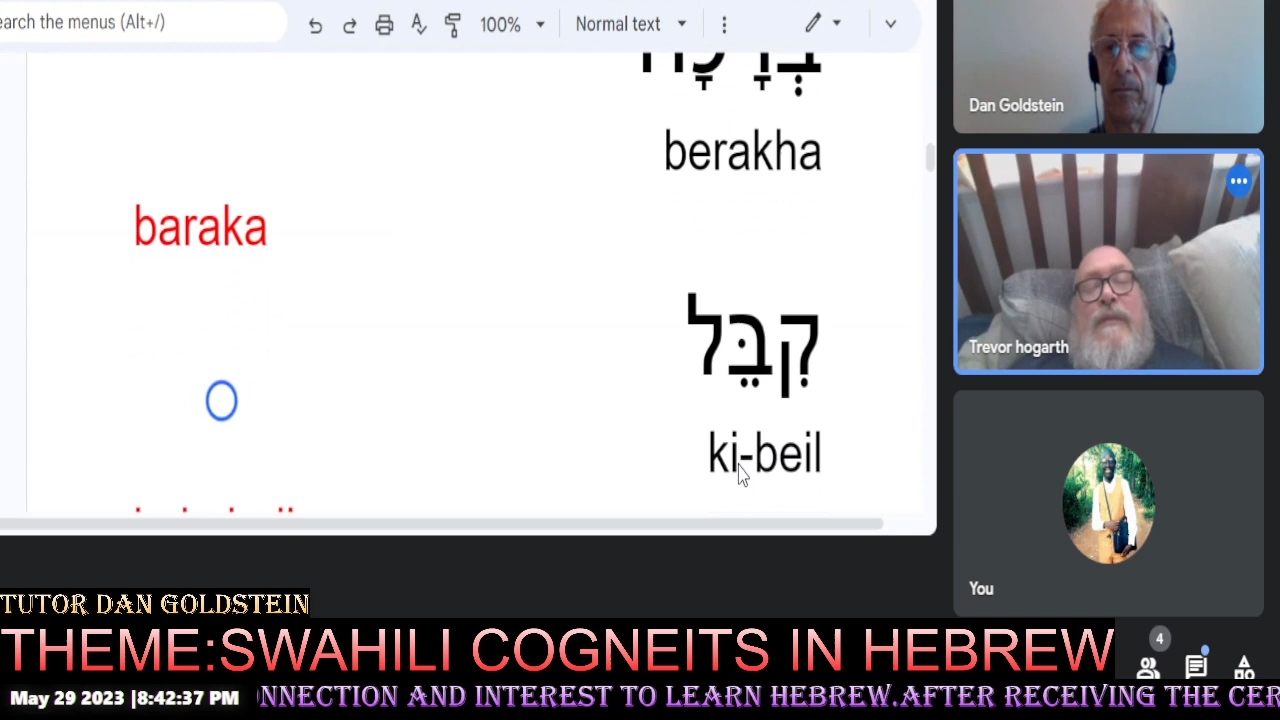 earch the menus (Alt+/)
100%
Normal text
berakha
baraka
קִבֵּל
ki-beil
Dan Goldstein
Trevor hogarth
You
4
TUTOR DAN GOLDSTEIN
THEME:SWAHILI COGNEITS IN HEBREW
May 29 2023 |8:42:37 PM
NNECTION AND INTEREST TO LEARN HEBREW.AFTER RECEIVING THE CER